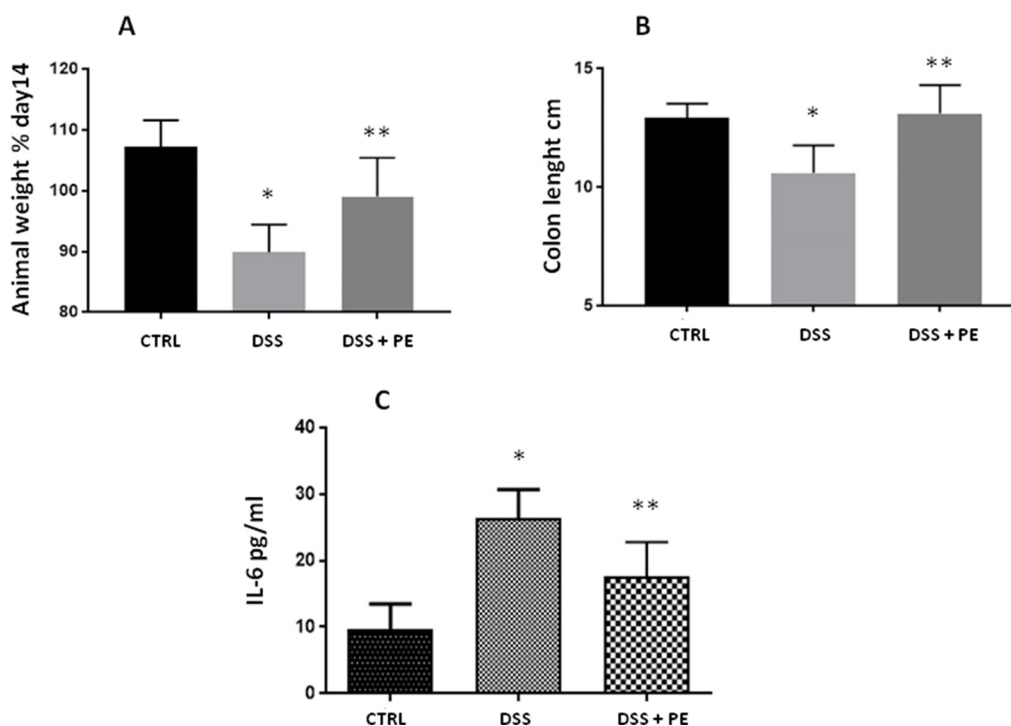 A
Animal weight % day14
120
110
100
90
80
*
**
CTRL
DSS
DSS + PE
B
Colon lenght cm
15
10
5
*
**
CTRL
DSS
DSS + PE
C
IL-6 pg/ml
40
30
20
10
0
*
**
CTRL
DSS
DSS + PE